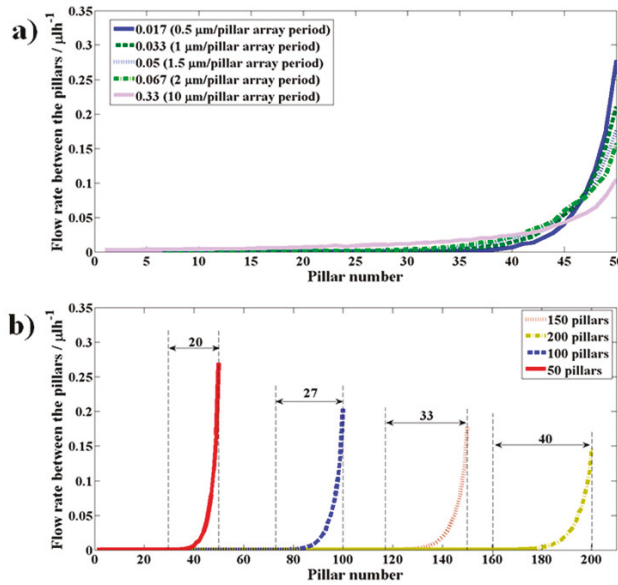 a)
Flow rate between the pillars / μlh⁻¹
0.35
0.3
0.25
0.2
0.15
0.1
0.05
0
0.017 (0.5 μm/pillar array period)
0.033 (1 μm/pillar array period)
0.05 (1.5 μm/pillar array period)
0.067 (2 μm/pillar array period)
0.33 (10 μm/pillar array period)
0 5 10 15 20 25 30 35 40 45 50
Pillar number
b)
Flow rate between the pillars / μlh⁻¹
0.35
0.3
0.25
0.2
0.15
0.1
0.05
0
150 pillars
200 pillars
100 pillars
50 pillars
20
27
33
40
0 20 40 60 80 100 120 140 160 180 200
Pillar number